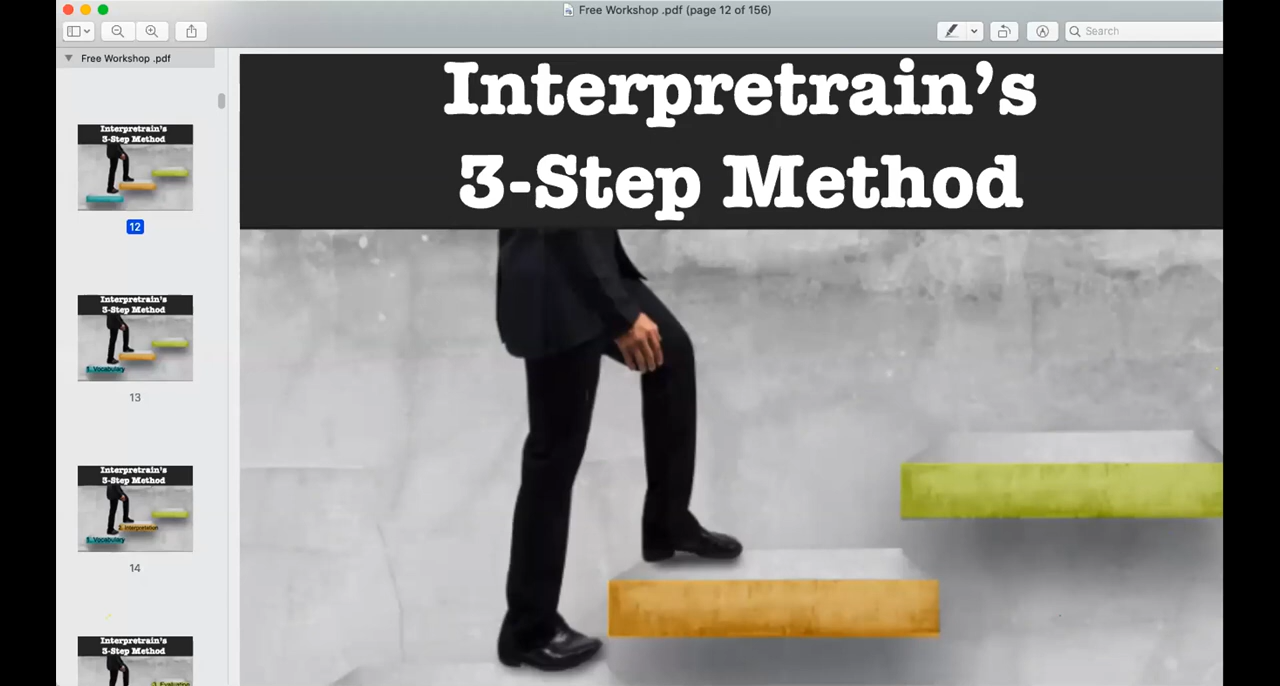 Free Workshop .pdf (page 12 of 156)
Search
Free Workshop .pdf
Interpretrain's
3-Step Method
12
Interpretrain's
3-Step Method
1. Vocabulary
13
Interpretrain's
3-Step Method
2. Interpretation
1. Vocabulary
14
Interpretrain's
3-Step Method
3. Evaluation
Interpretrain's
3-Step Method